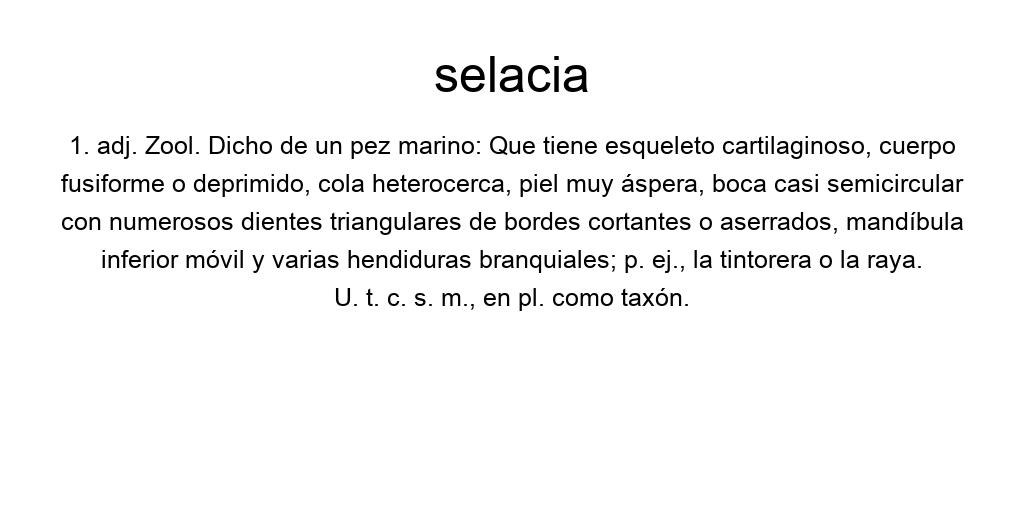 selacia
1. adj. Zool. Dicho de un pez marino: Que tiene esqueleto cartilaginoso, cuerpo
fusiforme o deprimido, cola heterocerca, piel muy áspera, boca casi semicircular
con numerosos dientes triangulares de bordes cortantes o aserrados, mandíbula
inferior móvil y varias hendiduras branquiales; p. ej., la tintorera o la raya.
U. t. c. s. m., en pl. como taxón.